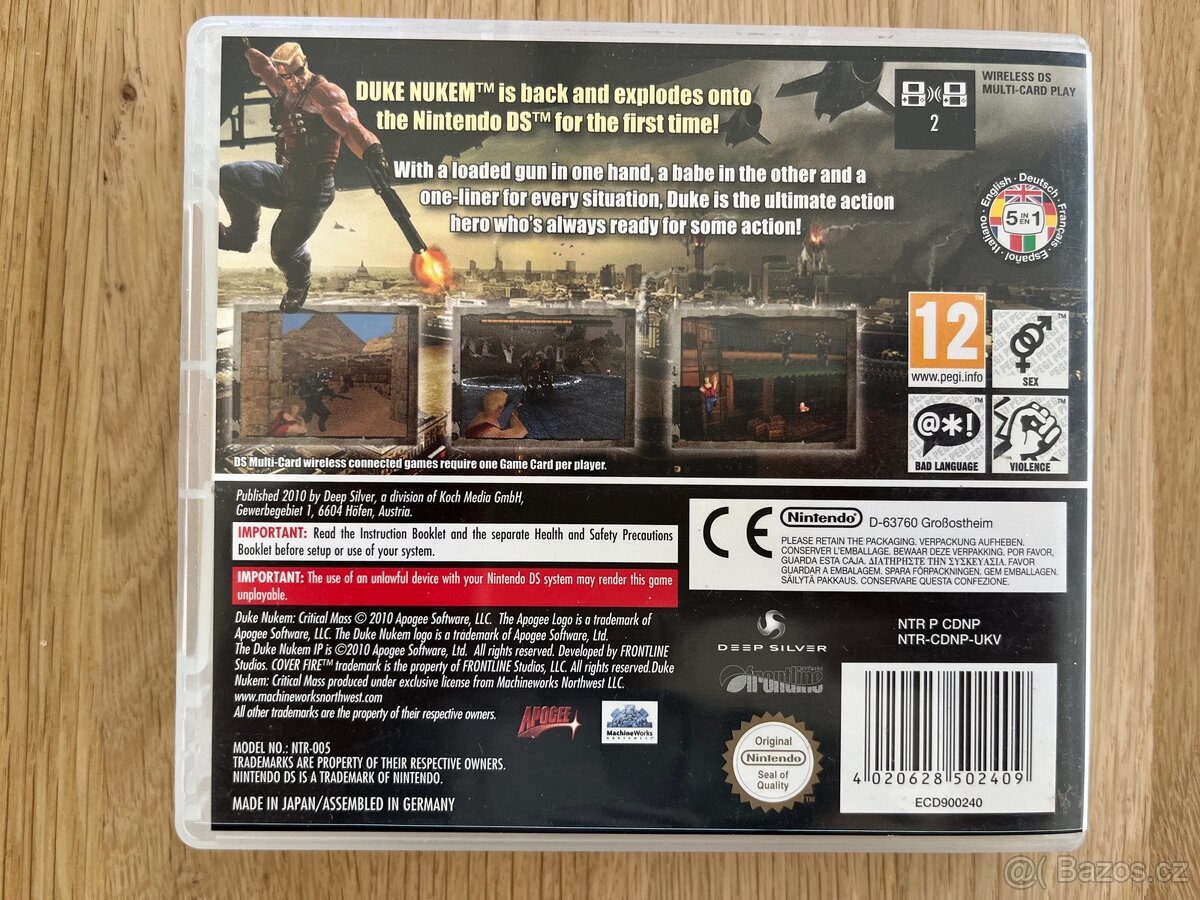 DUKE NUKEM™ is back and explodes onto
the Nintendo DS™ for the first time!
With a loaded gun in one hand, a babe in the other and a
one-liner for every situation, Duke is the ultimate action
hero who's always ready for some action!
WIRELESS DS
MULTI-CARD PLAY
2
English · Deutsch · Français · Español · Italiano ·
5 IN EN 1
12
www.pegi.info
SEX
@*!
BAD LANGUAGE
VIOLENCE
DS Multi-Card wireless connected games require one Game Card per player.
Published 2010 by Deep Silver, a division of Koch Media GmbH,
Gewerbegebiet 1, 6604 Höfen, Austria.
IMPORTANT: Read the Instruction Booklet and the separate Health and Safety Precautions
Booklet before setup or use of your system.
IMPORTANT: The use of an unlawful device with your Nintendo DS system may render this game
unplayable.
Duke Nukem: Critical Mass © 2010 Apogee Software, LLC. The Apogee Logo is a trademark of
Apogee Software, LLC. The Duke Nukem logo is a trademark of Apogee Software, Ltd.
The Duke Nukem IP is ©2010 Apogee Software, Ltd. All rights reserved. Developed by FRONTLINE
Studios. COVER FIRE™ trademark is the property of FRONTLINE Studios, LLC. All rights reserved.Duke
Nukem: Critical Mass produced under exclusive license from Machineworks Northwest LLC.
www.machineworksnorthwest.com
All other trademarks are the property of their respective owners.
APOGEE
MachineWorks
NORTHWEST
MODEL NO.: NTR-005
TRADEMARKS ARE PROPERTY OF THEIR RESPECTIVE OWNERS.
NINTENDO DS IS A TRADEMARK OF NINTENDO.
MADE IN JAPAN/ASSEMBLED IN GERMANY
CE
Nintendo
D-63760 Großostheim
PLEASE RETAIN THE PACKAGING. VERPACKUNG AUFHEBEN.
CONSERVER L'EMBALLAGE. BEWAAR DEZE VERPAKKING. POR FAVOR,
GUARDA ESTA CAJA. ΔΙΑΤΗΡΗΣΤΕ ΤΗΝ ΣΥΣΚΕΥΑΣΙΑ. FAVOR
GUARDAR A EMBALAGEM. SPARA FÖRPACKNINGEN. GEM EMBALLAGEN.
SÄILYTÄ PAKKAUS. CONSERVARE QUESTA CONFEZIONE.
DEEP SILVER
frontline
NTR P CDNP
NTR-CDNP-UKV
Original
Nintendo
Seal of
Quality
4 020628 502409
ECD900240
@( Bazos.cz